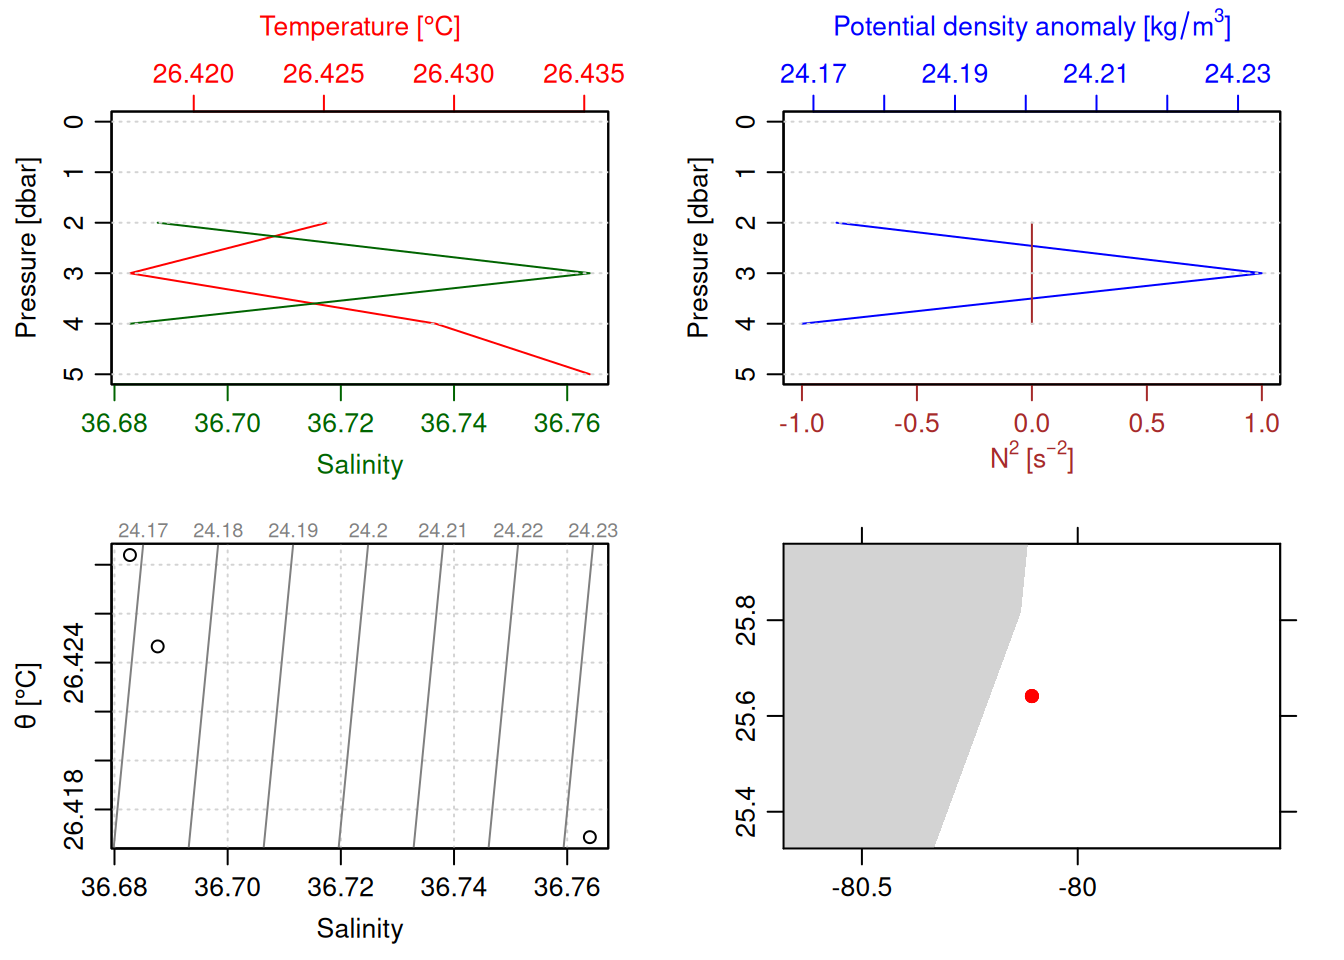 Temperature [°C]
26.420 26.425 26.430 26.435
0
1
2
3
4
5
Pressure [dbar]
36.68 36.70 36.72 36.74 36.76
Salinity
Potential density anomaly [kg/m³]
24.17 24.19 24.21 24.23
0
1
2
3
4
5
Pressure [dbar]
-1.0 -0.5 0.0 0.5 1.0
N² [s⁻²]
24.17 24.18 24.19 24.2 24.21 24.22 24.23
26.424
26.418
θ [°C]
36.68 36.70 36.72 36.74 36.76
Salinity
25.8
25.6
25.4
-80.5 -80